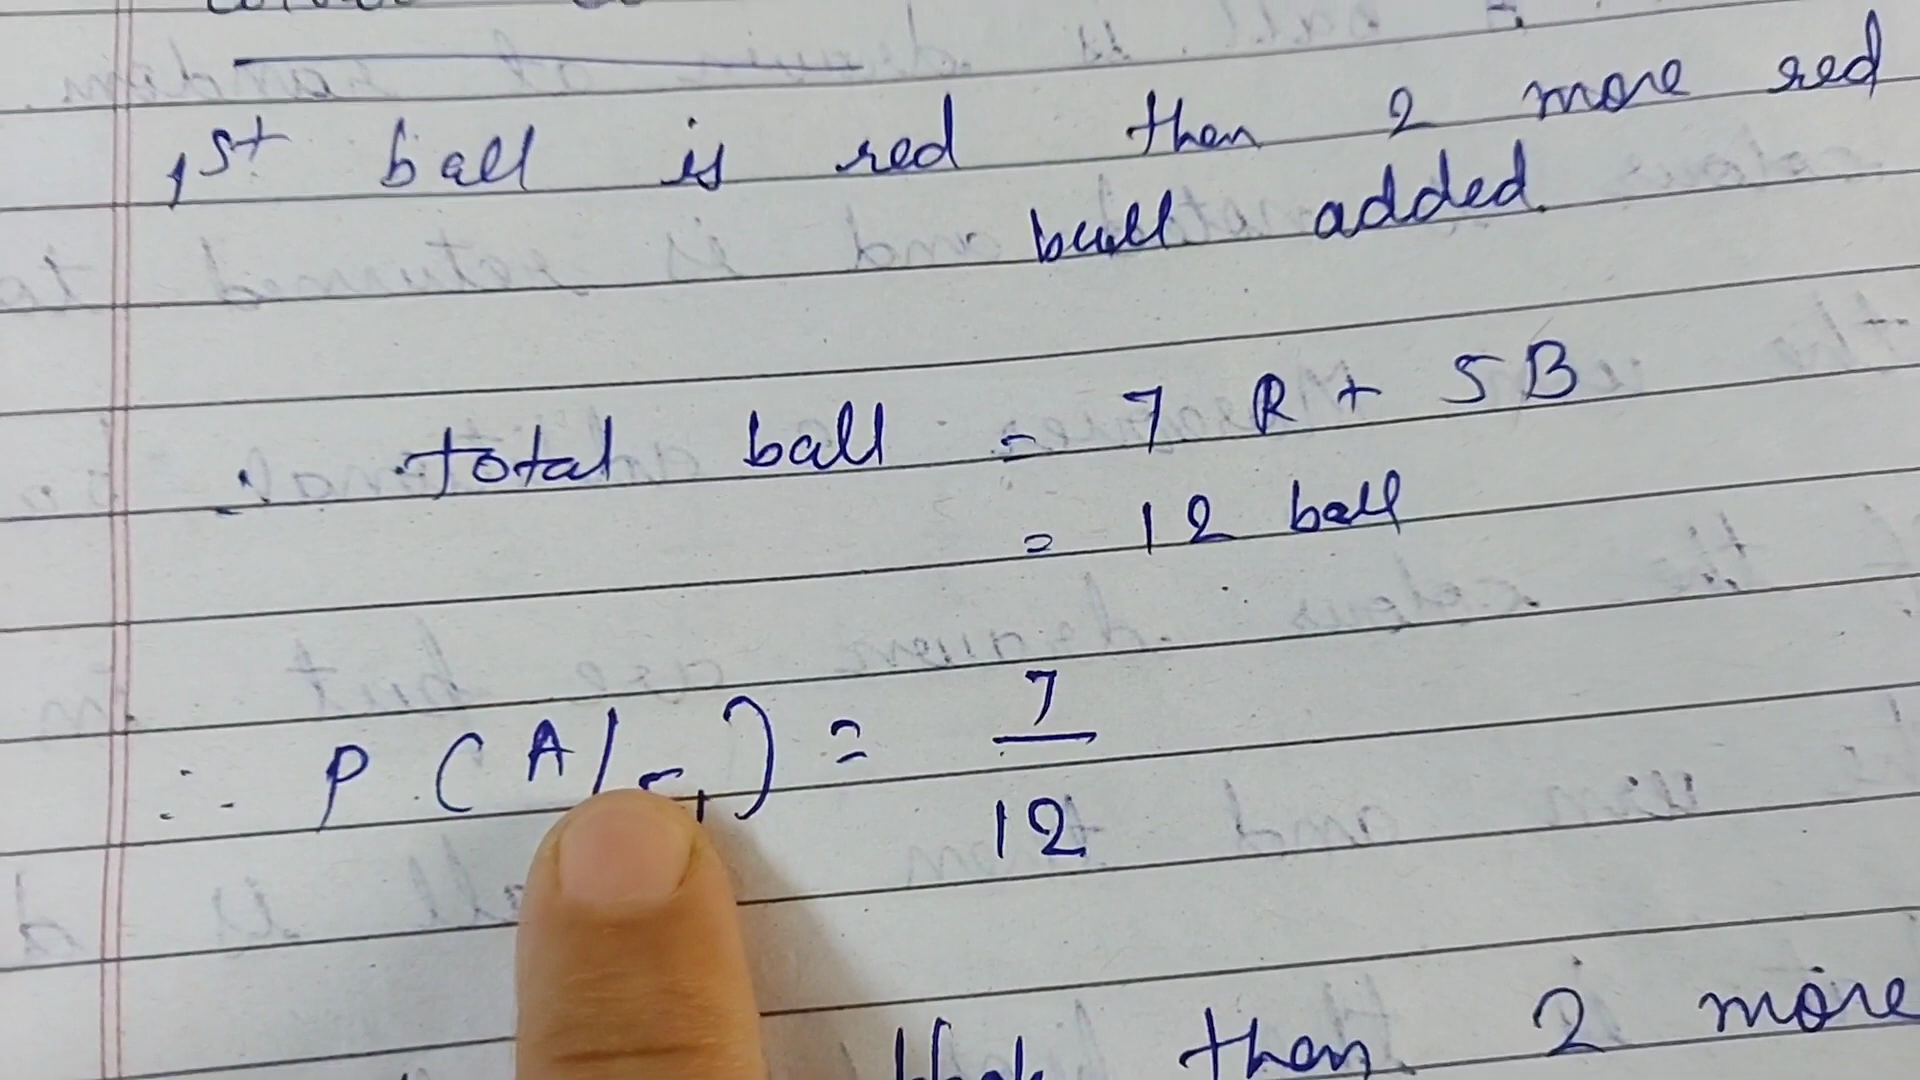 1st ball is red then 2 more red
ball added.
∴ total ball = 7 R + 5 B
= 12 ball
∴ P (A/ 1) = 7/12
then 2 more